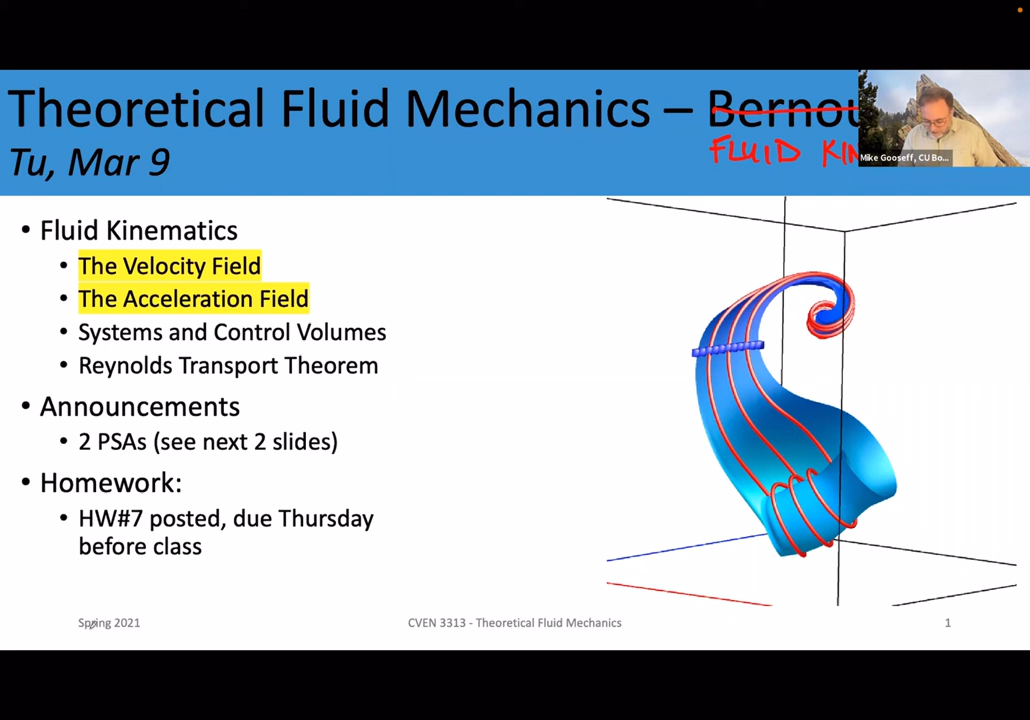 Theoretical Fluid Mechanics –
Tu, Mar 9
FLUID
Mike Gooseff, CU Bo...
• Fluid Kinematics
• The Velocity Field
• The Acceleration Field
• Systems and Control Volumes
• Reynolds Transport Theorem
• Announcements
• 2 PSAs (see next 2 slides)
• Homework:
• HW#7 posted, due Thursday
before class
Spring 2021
CVEN 3313 - Theoretical Fluid Mechanics
1